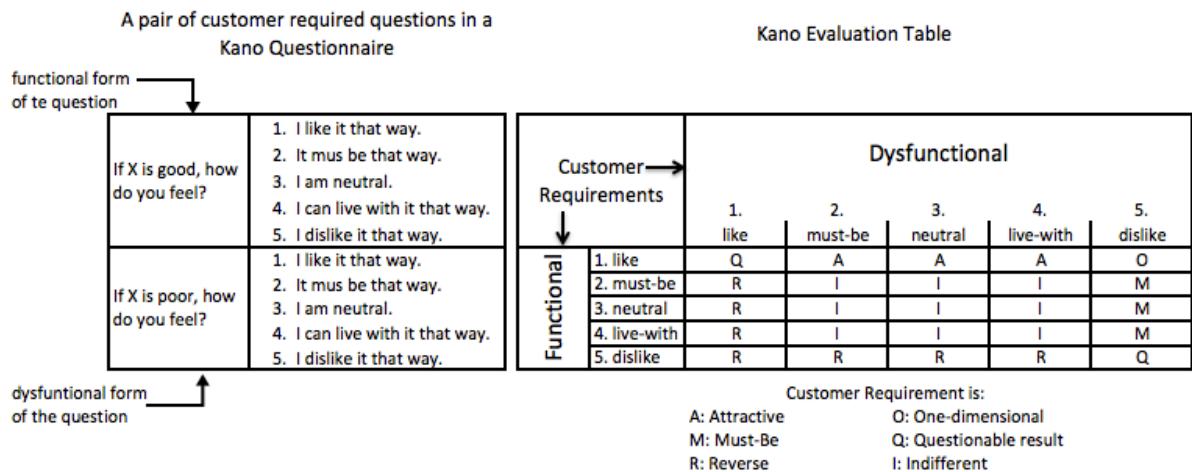 A pair of customer required questions in a
Kano Questionnaire
functional form
of te question
If X is good, how
do you feel?
1. I like it that way.
2. It mus be that way.
3. I am neutral.
4. I can live with it that way.
5. I dislike it that way.
If X is poor, how
do you feel?
1. I like it that way.
2. It mus be that way.
3. I am neutral.
4. I can live with it that way.
5. I dislike it that way.
dysfuntional form
of the question
Kano Evaluation Table
Customer
Requirements
Dysfunctional
1. 2. 3. 4. 5.
like must-be neutral live-with dislike
Functional
1. like Q A A A O
2. must-be R I I I M
3. neutral R I I I M
4. live-with R I I I M
5. dislike R R R R Q
Customer Requirement is:
A: Attractive O: One-dimensional
M: Must-Be Q: Questionable result
R: Reverse I: Indifferent